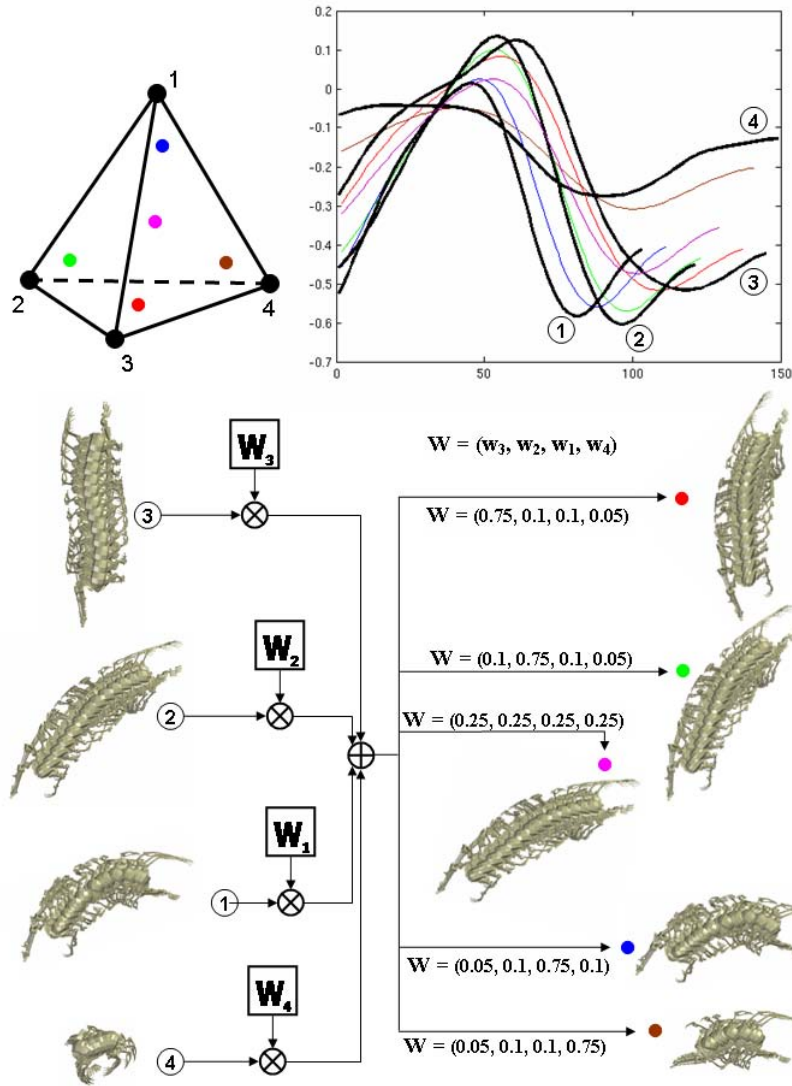 1
2
3
4
0.2
0.1
0
-0.1
-0.2
-0.3
-0.4
-0.5
-0.6
-0.7
0
50
100
150
4
3
1
2
W3
W = (w3, w2, w1, w4)
3
W = (0.75, 0.1, 0.1, 0.05)
W2
W = (0.1, 0.75, 0.1, 0.05)
2
W = (0.25, 0.25, 0.25, 0.25)
W1
1
W = (0.05, 0.1, 0.75, 0.1)
W4
4
W = (0.05, 0.1, 0.1, 0.75)